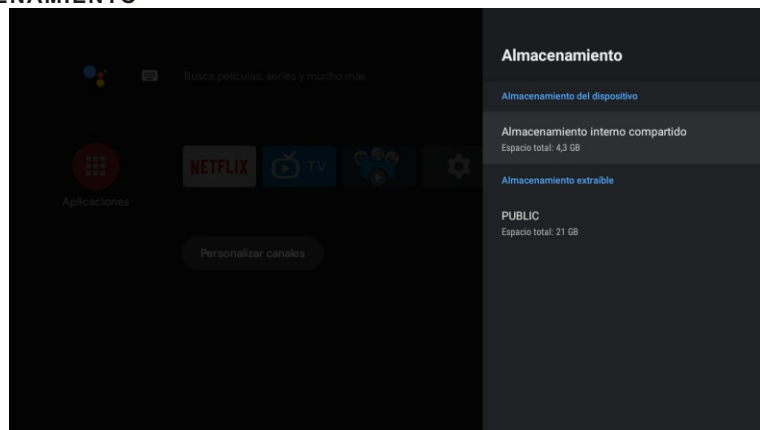 ENAMIENTO
Almacenamiento
Busca películas, series y mucho más
Almacenamiento del dispositivo
Almacenamiento interno compartido
Espacio total: 4,3 GB
NETFLIX
TV
Almacenamiento extraíble
Aplicaciones
PUBLIC
Espacio total: 21 GB
Personalizar canales